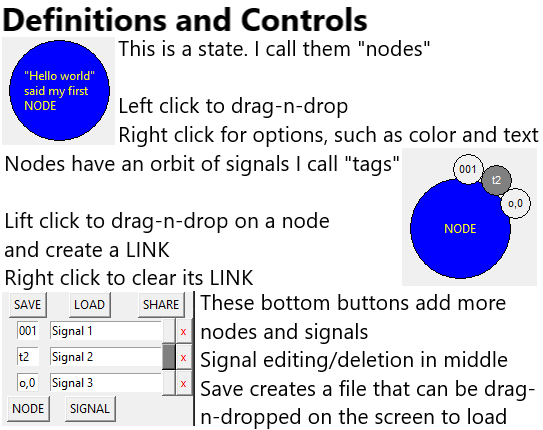 Definitions and Controls
"Hello world"
said my first
NODE
This is a state. I call them "nodes"
Left click to drag-n-drop
Right click for options, such as color and text
Nodes have an orbit of signals I call "tags"
001
t2
o,0
NODE
Lift click to drag-n-drop on a node
and create a LINK
Right click to clear its LINK
SAVE LOAD SHARE
001 Signal 1 x
t2 Signal 2 x
o,0 Signal 3 x
NODE SIGNAL
These bottom buttons add more
nodes and signals
Signal editing/deletion in middle
Save creates a file that can be drag-
n-dropped on the screen to load